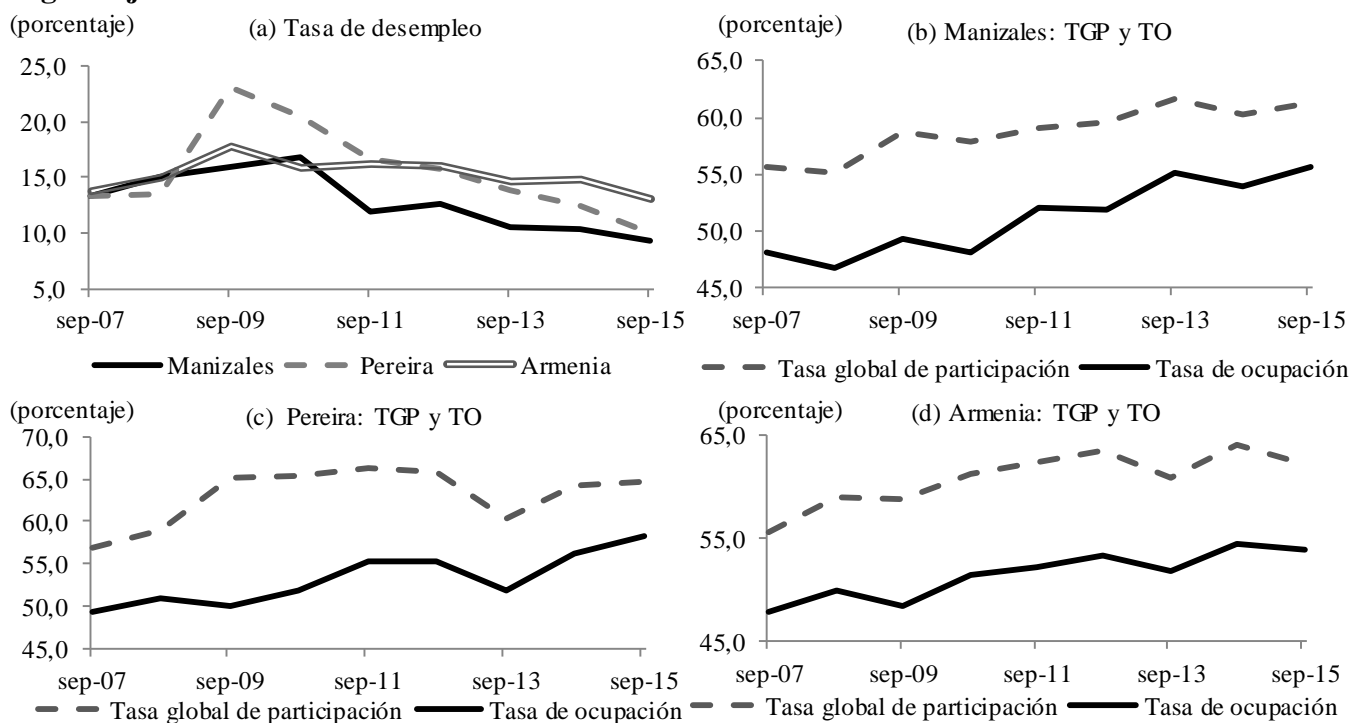 (porcentaje)
(a) Tasa de desempleo
25,0
20,0
15,0
10,0
5,0
sep-07 sep-09 sep-11 sep-13 sep-15
Manizales Pereira Armenia
(b) Manizales: TGP y TO
65,0
60,0
55,0
50,0
45,0
sep-07 sep-09 sep-11 sep-13 sep-15
Tasa global de participación Tasa de ocupación
(porcentaje)
(c) Pereira: TGP y TO
70,0
65,0
60,0
55,0
50,0
45,0
sep-07 sep-09 sep-11 sep-13 sep-15
Tasa global de participación Tasa de ocupación
(porcentaje)
(d) Armenia: TGP y TO
65,0
55,0
45,0
sep-07 sep-09 sep-11 sep-13 sep-15
Tasa global de participación Tasa de ocupación